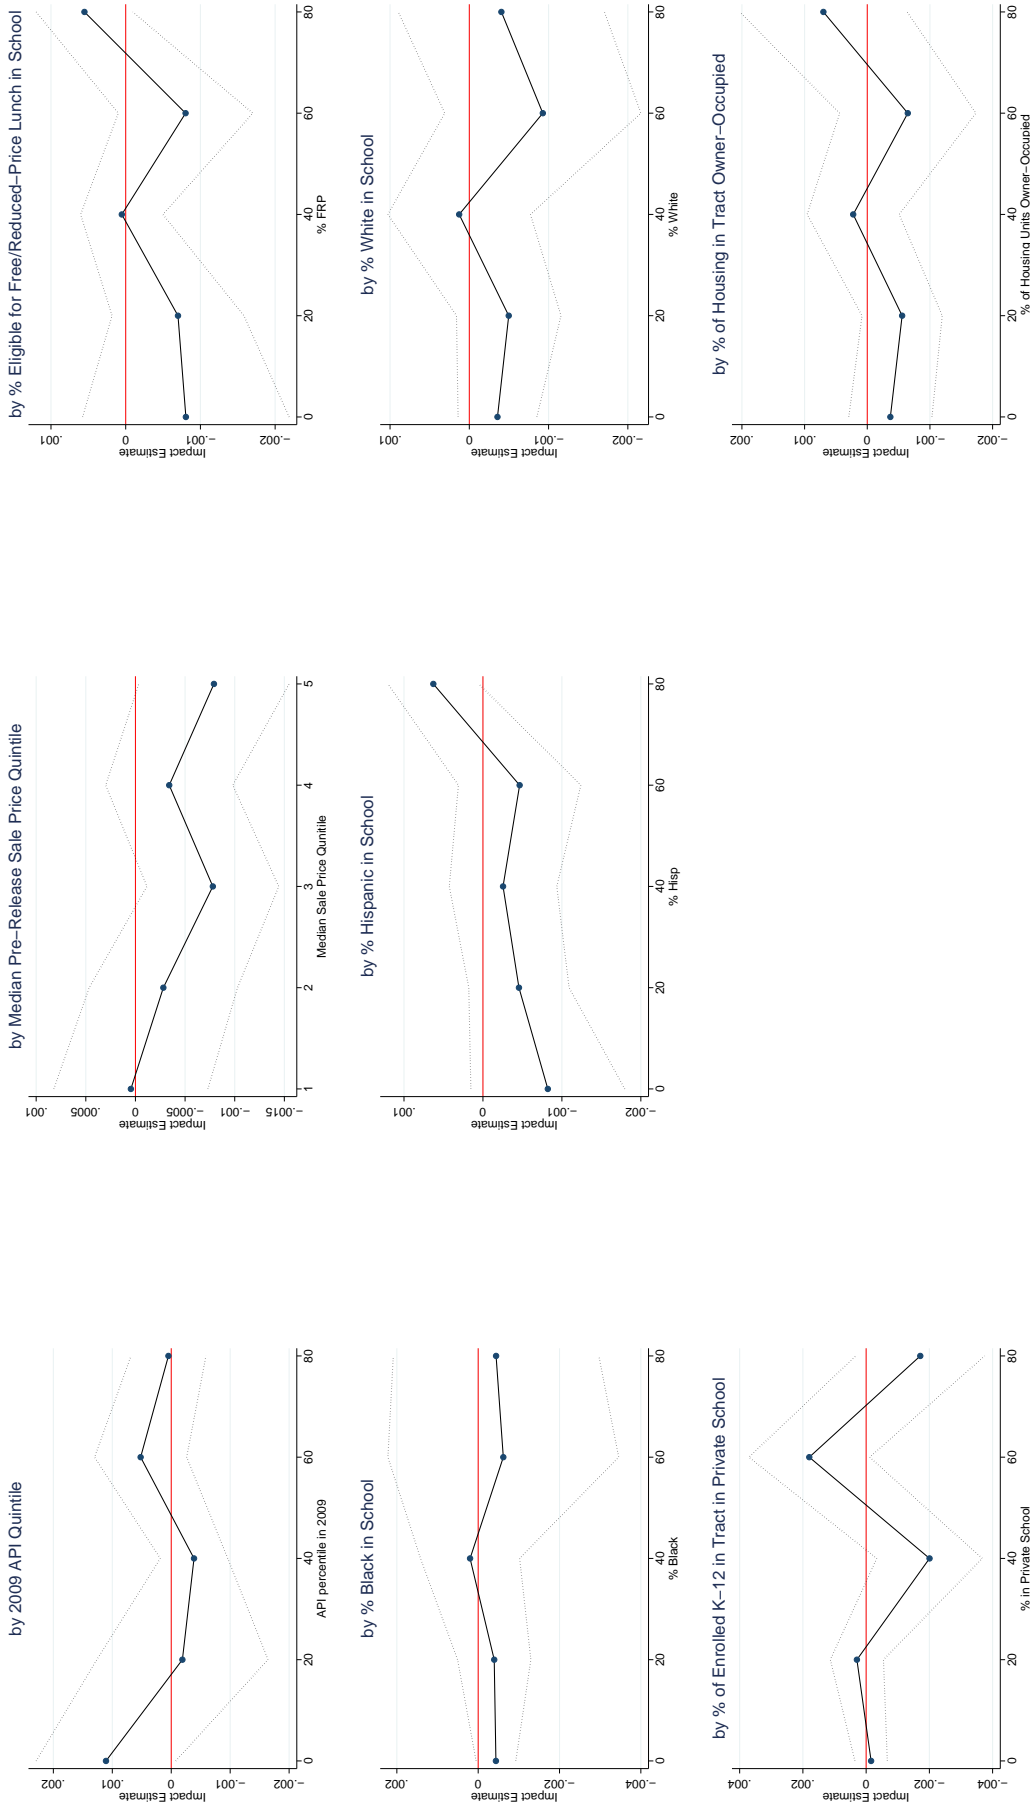 by 2009 API Quintile
Impact Estimate
.002
.001
0
−.001
−.002
0 20 40 60 80
API percentile in 2009
by Median Pre−Release Sale Price Quintile
Impact Estimate
.001
.0005
0
−.0005
−.001
−.0015
1 2 3 4 5
Median Sale Price Qunitile
by % Eligible for Free/Reduced−Price Lunch in School
Impact Estimate
.001
0
−.001
−.002
0 20 40 60 80
% FRP
by % Black in School
Impact Estimate
.002
0
−.002
−.004
0 20 40 60 80
% Black
by % Hispanic in School
Impact Estimate
.001
0
−.001
−.002
0 20 40 60 80
% Hisp
by % White in School
Impact Estimate
.001
0
−.001
−.002
0 20 40 60 80
% White
by % of Enrolled K−12 in Tract in Private School
Impact Estimate
.004
.002
0
−.002
−.004
0 20 40 60 80
% in Private School
by % of Housing in Tract Owner−Occupied
Impact Estimate
.002
.001
0
−.001
−.002
0 20 40 60 80
% of Housing Units Owner−Occupied